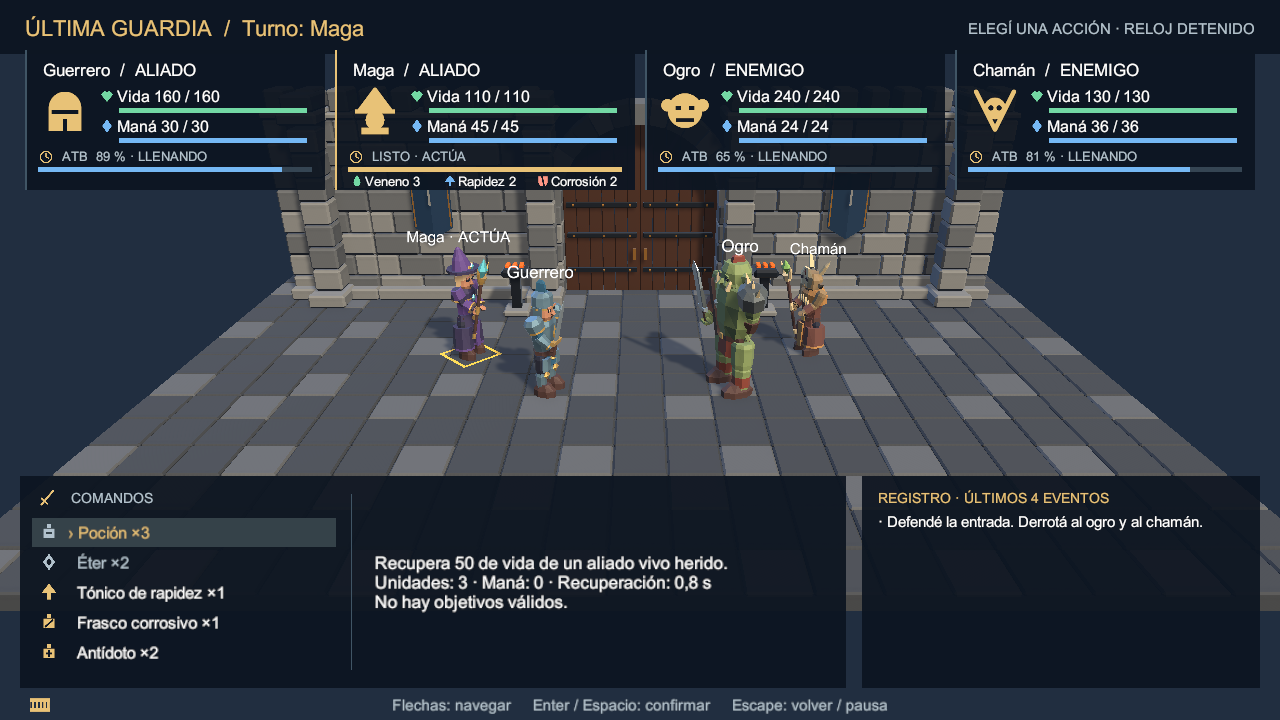 ÚLTIMA GUARDIA / Turno: Maga
ELEGÍ UNA ACCIÓN · RELOJ DETENIDO
Guerrero / ALIADO
Vida 160 / 160
Maná 30 / 30
ATB 89 % · LLENANDO
Maga / ALIADO
Vida 110 / 110
Maná 45 / 45
LISTO · ACTÚA
Veneno 3 Rapidez 2 Corrosión 2
Ogro / ENEMIGO
Vida 240 / 240
Maná 24 / 24
ATB 65 % · LLENANDO
Chamán / ENEMIGO
Vida 130 / 130
Maná 36 / 36
ATB 81 % · LLENANDO
Maga · ACTÚA
Guerrero
Ogro
Chamán
COMANDOS
› Poción ×3
Éter ×2
Tónico de rapidez ×1
Frasco corrosivo ×1
Antídoto ×2
Recupera 50 de vida de un aliado vivo herido.
Unidades: 3 · Maná: 0 · Recuperación: 0,8 s
No hay objetivos válidos.
REGISTRO · ÚLTIMOS 4 EVENTOS
· Defendé la entrada. Derrotá al ogro y al chamán.
Flechas: navegar Enter / Espacio: confirmar Escape: volver / pausa